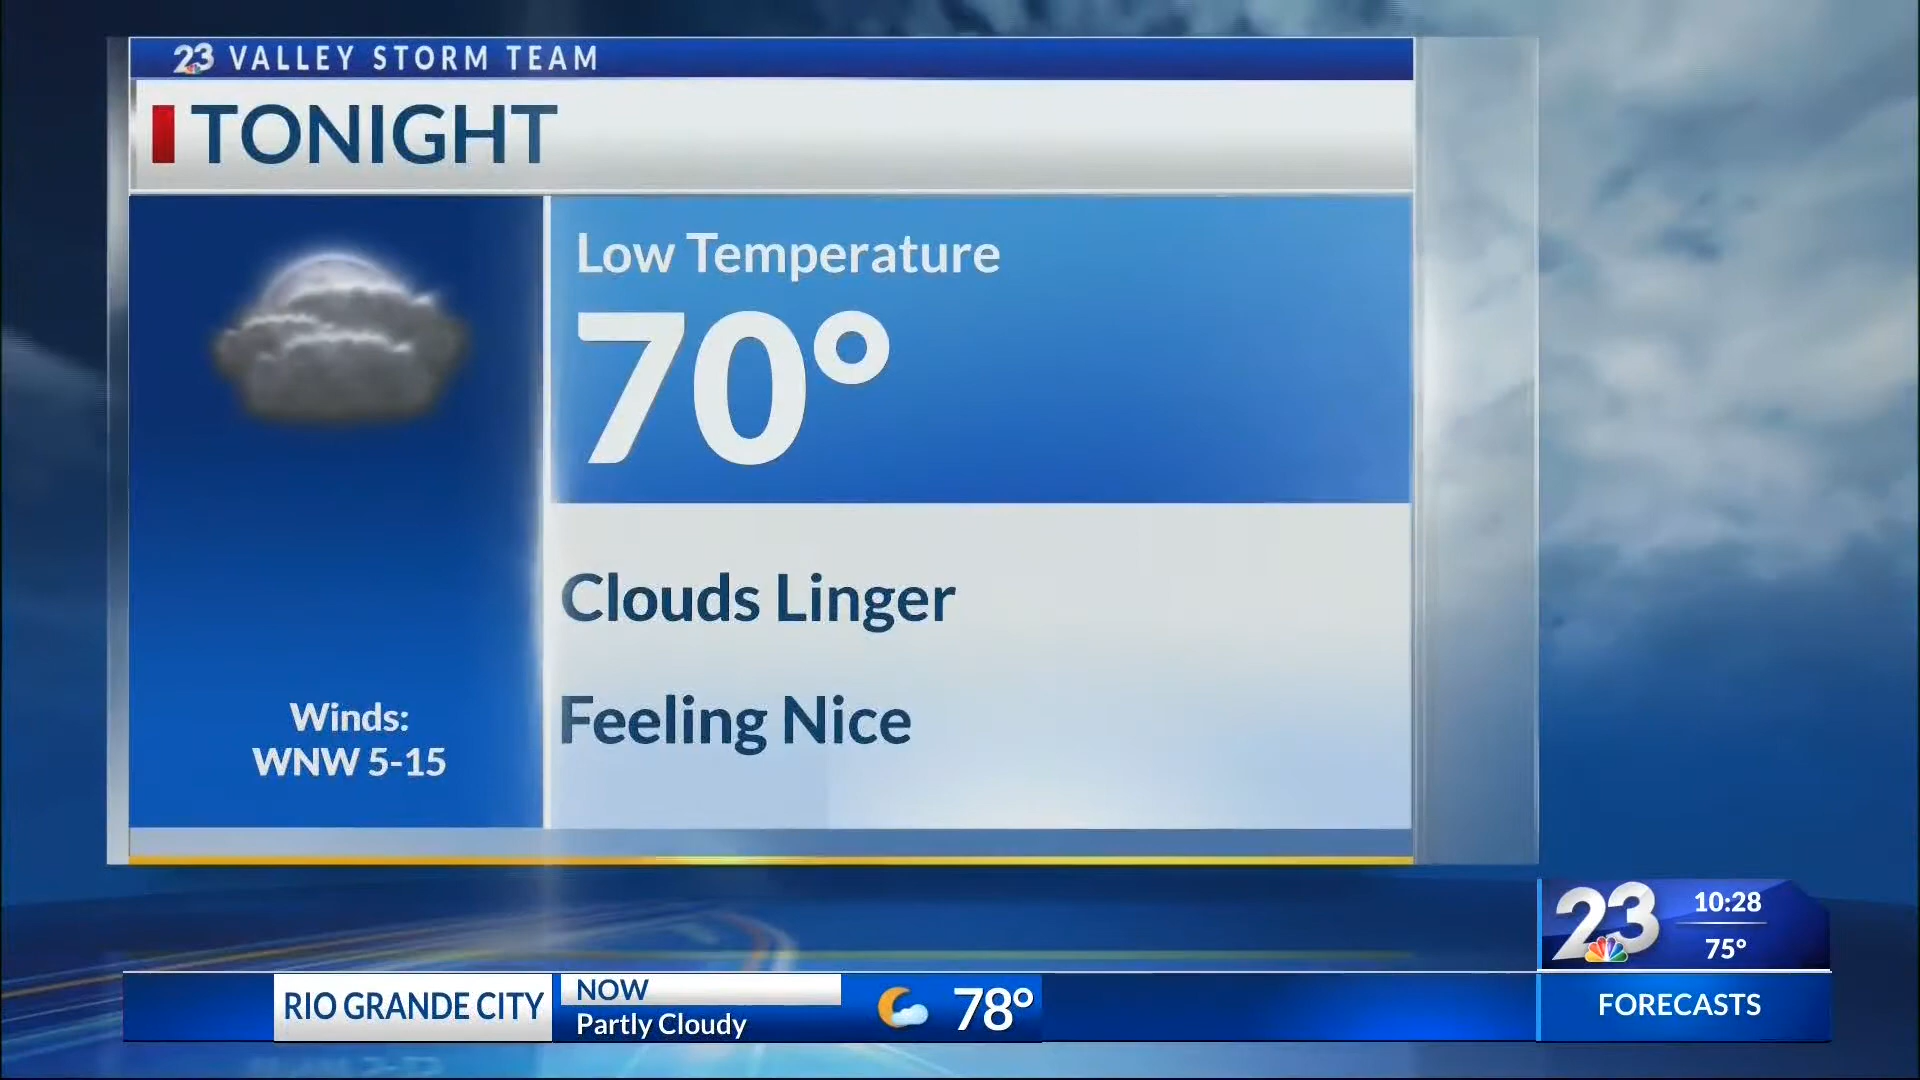 23 VALLEY STORM TEAM
TONIGHT
Low Temperature
70°
Clouds Linger
Feeling Nice
Winds:
WNW 5-15
23
10:28
75°
RIO GRANDE CITY
NOW
Partly Cloudy
78°
FORECASTS